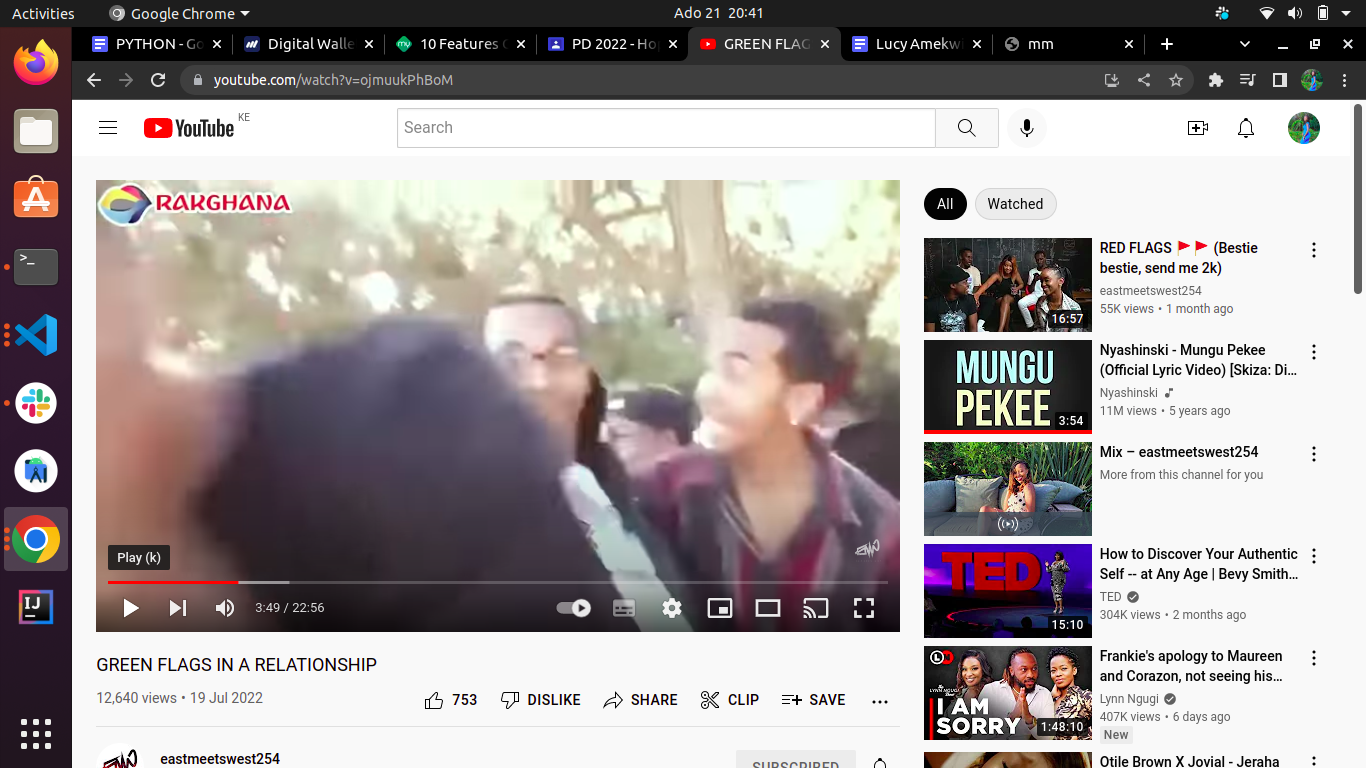 Activities
Google Chrome
Ado 21 20:41
PYTHON - Go
Digital Walle
10 Features
PD 2022 - Ho
GREEN FLAG
Lucy Amekw
mm
youtube.com/watch?v=ojmuukPhBoM
YouTube KE
Search
RAKGHANA
Play (k)
3:49 / 22:56
GREEN FLAGS IN A RELATIONSHIP
12,640 views • 19 Jul 2022
753
DISLIKE
SHARE
CLIP
SAVE
eastmeetswest254
SUBSCRIBED
All
Watched
RED FLAGS 🚩🚩 (Bestie
bestie, send me 2k)
eastmeetswest254
55K views • 1 month ago
16:57
MUNGU
PEKEE
3:54
Nyashinski - Mungu Pekee
(Official Lyric Video) [Skiza: Di…
Nyashinski
11M views • 5 years ago
Mix – eastmeetswest254
More from this channel for you
TED
15:10
How to Discover Your Authentic
Self -- at Any Age | Bevy Smith…
TED
304K views • 2 months ago
LYNN NGUGI
I AM
SORRY
1:48:10
Frankie's apology to Maureen
and Corazon, not seeing his…
Lynn Ngugi
407K views • 6 days ago
New
Otile Brown X Jovial - Jeraha